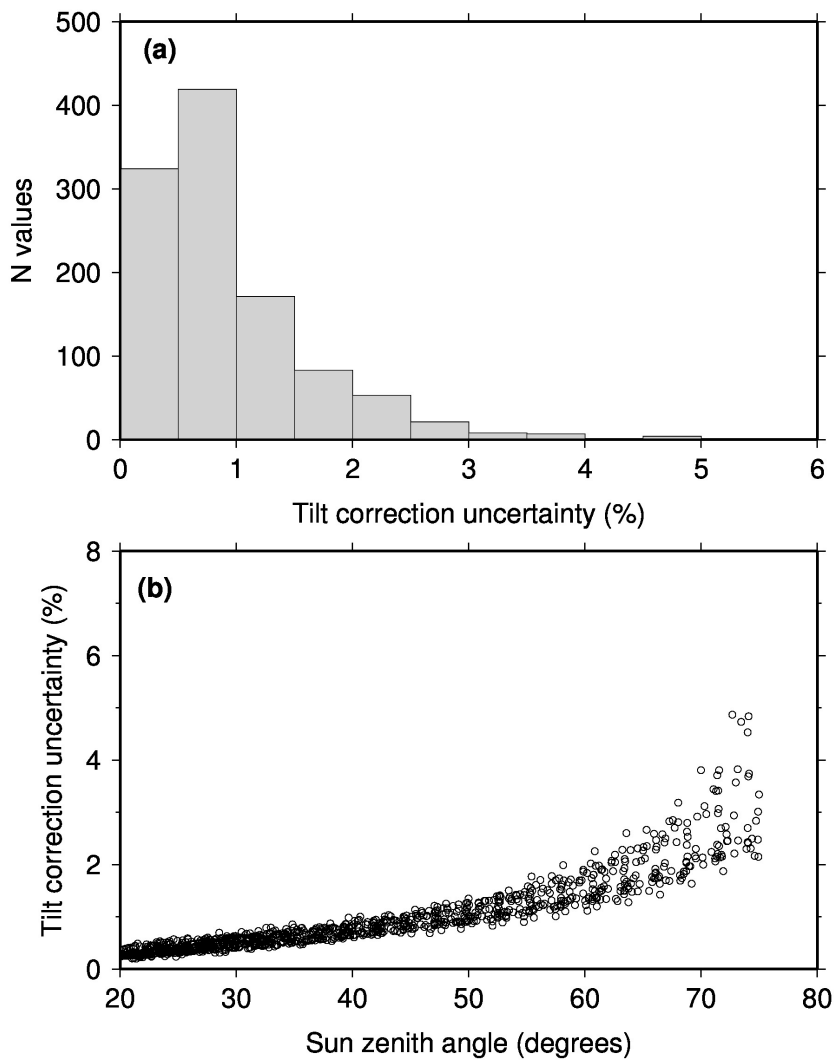 500
(a)
400
300
N values
200
100
0
0 1 2 3 4 5 6
Tilt correction uncertainty (%)
8
(b)
6
Tilt correction uncertainty (%)
4
2
0
20 30 40 50 60 70 80
Sun zenith angle (degrees)